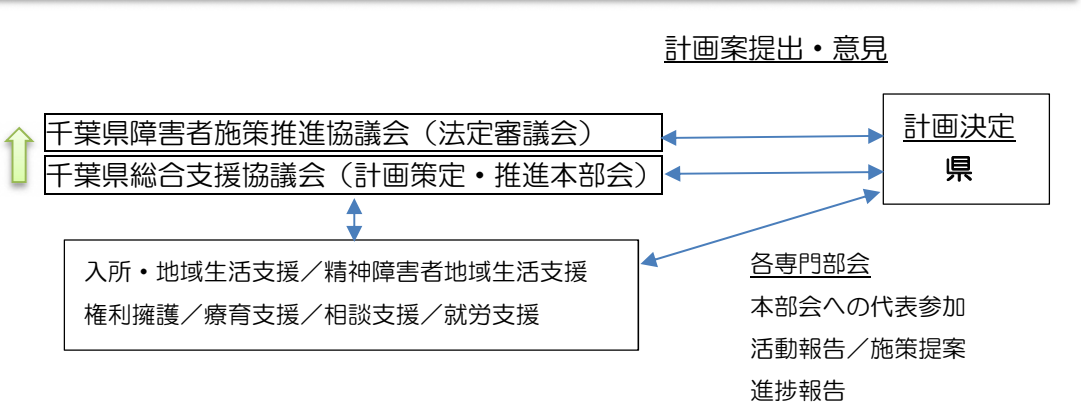 計画案提出・意見
千葉県障害者施策推進協議会（法定審議会）
千葉県総合支援協議会（計画策定・推進本部会）
計画決定
県
入所・地域生活支援／精神障害者地域生活支援
権利擁護／療育支援／相談支援／就労支援
各専門部会
本部会への代表参加
活動報告／施策提案
進捗報告